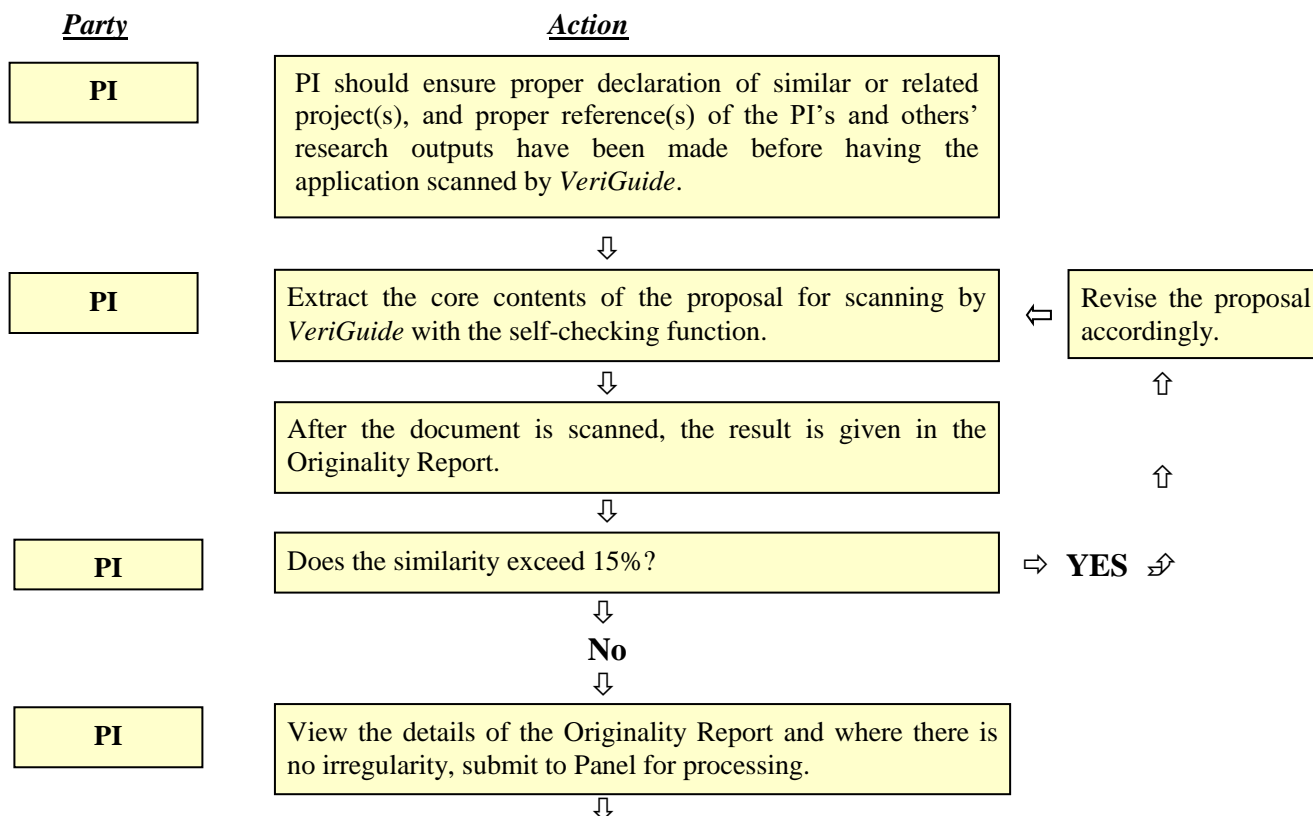 Party
Action
PI
PI should ensure proper declaration of similar or related
project(s), and proper reference(s) of the PI’s and others’
research outputs have been made before having the
application scanned by VeriGuide.
PI
Extract the core contents of the proposal for scanning by
VeriGuide with the self-checking function.
Revise the proposal
accordingly.
After the document is scanned, the result is given in the
Originality Report.
PI
Does the similarity exceed 15%?
YES
No
PI
View the details of the Originality Report and where there is
no irregularity, submit to Panel for processing.